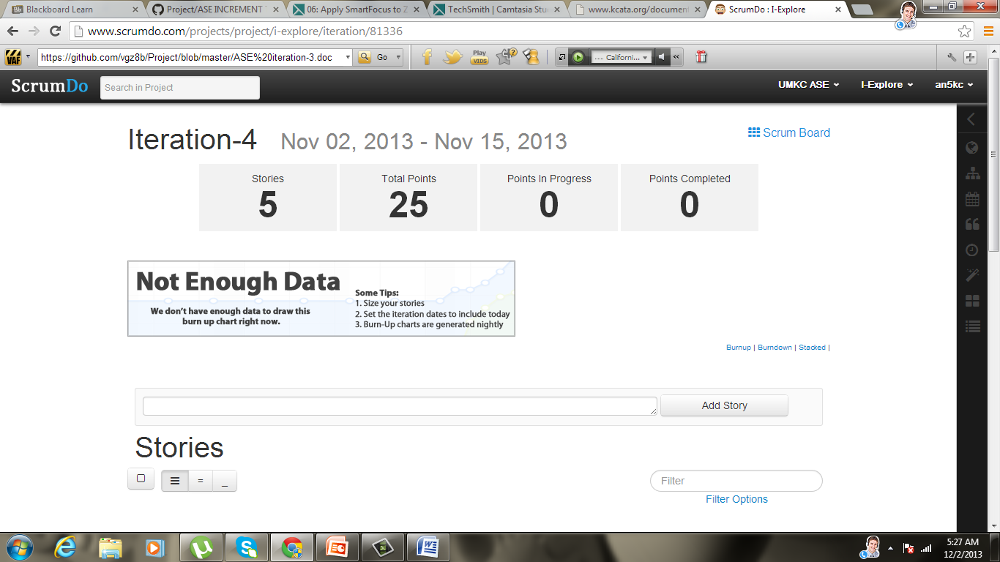 Blackboard Learn
Project/ASE INCREMENT
06: Apply SmartFocus to Z
TechSmith | Camtasia Stu
www.kcata.org/document
ScrumDo : I-Explore
www.scrumdo.com/projects/project/i-explore/iteration/81336
VAF
https://github.com/vgz8b/Project/blob/master/ASE%20iteration-3.doc
Go
Play
VIDS
..... Californi...
ScrumDo
Search in Project
UMKC ASE
I-Explore
an5kc
Iteration-4 Nov 02, 2013 - Nov 15, 2013
Scrum Board
Stories
5
Total Points
25
Points In Progress
0
Points Completed
0
Not Enough Data
We don't have enough data to draw this
burn up chart right now.
Some Tips:
1. Size your stories
2. Set the iteration dates to include today
3. Burn-Up charts are generated nightly
Burnup | Burndown | Stacked |
Add Story
Stories
= _
Filter
Filter Options
5:27 AM
12/2/2013